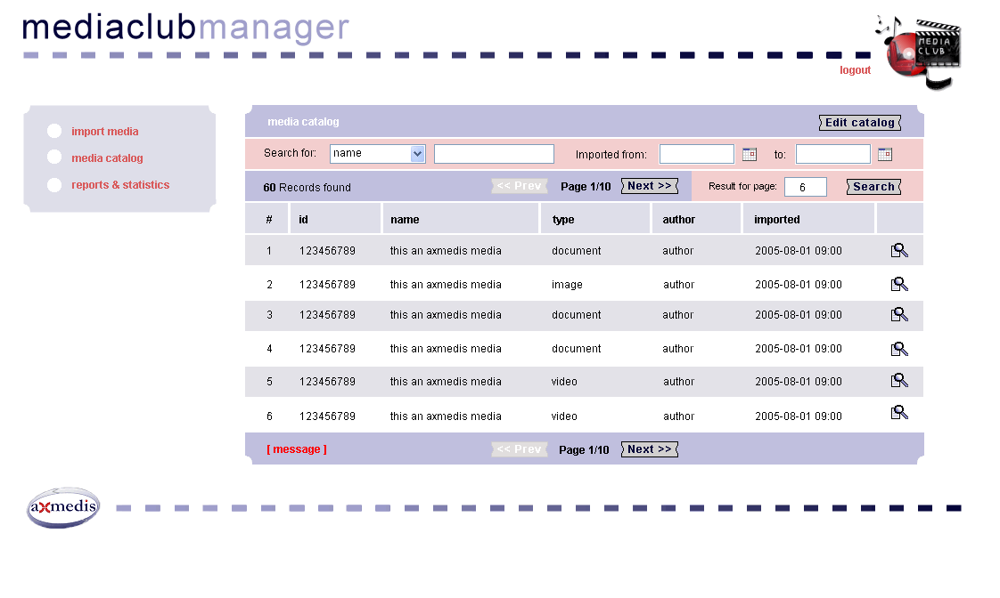 mediaclubmanager
MEDIA
CLUB
logout
import media
media catalog
reports & statistics
media catalog
Edit catalog
Search for: name Imported from: to:
60 Records found << Prev Page 1/10 Next >> Result for page: 6 Search
# id name type author imported
1 123456789 this an axmedis media document author 2005-08-01 09:00
2 123456789 this an axmedis media image author 2005-08-01 09:00
3 123456789 this an axmedis media document author 2005-08-01 09:00
4 123456789 this an axmedis media document author 2005-08-01 09:00
5 123456789 this an axmedis media video author 2005-08-01 09:00
6 123456789 this an axmedis media video author 2005-08-01 09:00
[ message ] << Prev Page 1/10 Next >>
axmedis